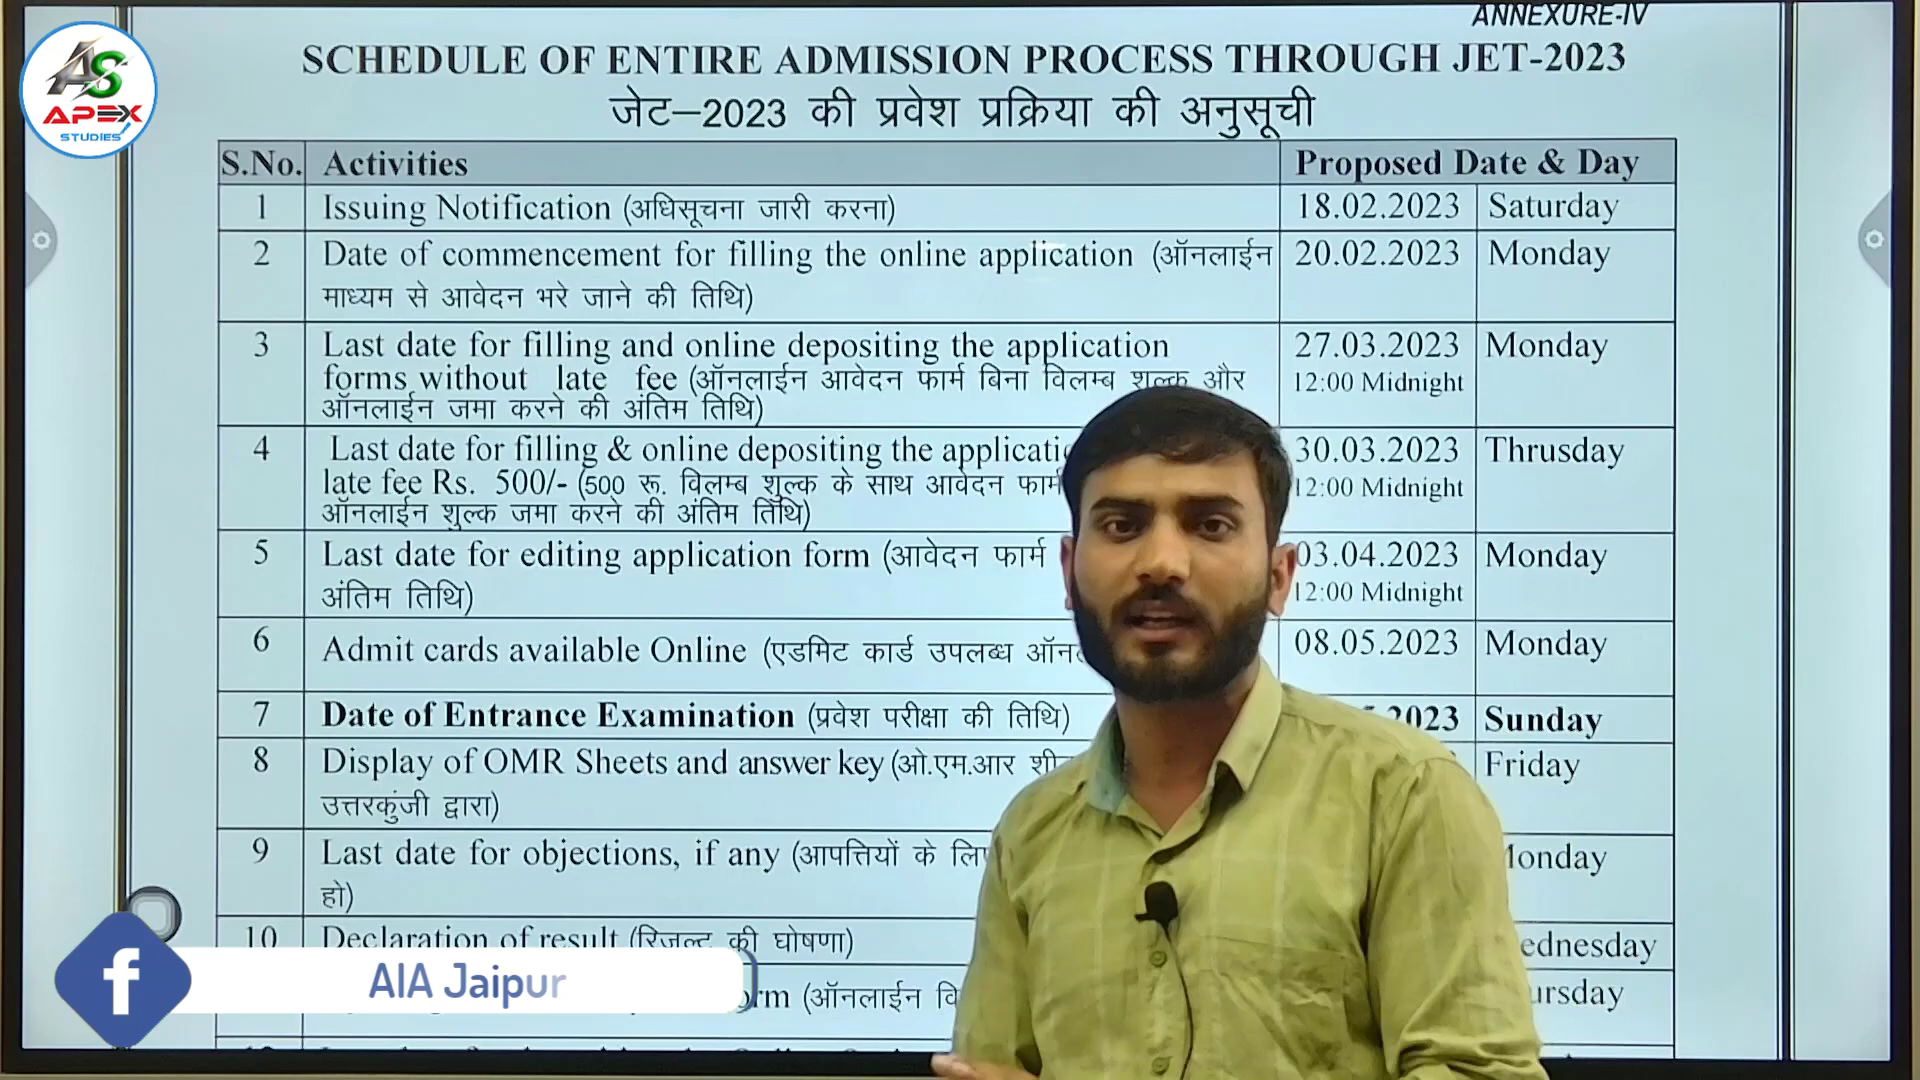 ANNEXURE-IV
SCHEDULE OF ENTIRE ADMISSION PROCESS THROUGH JET-2023
जेट–2023 की प्रवेश प्रक्रिया की अनुसूची
AS
APEX
STUDIES
S.No. Activities Proposed Date & Day
1 Issuing Notification (अधिसूचना जारी करना) 18.02.2023 Saturday
2 Date of commencement for filling the online application (ऑनलाईन 20.02.2023 Monday
माध्यम से आवेदन भरे जाने की तिथि)
3 Last date for filling and online depositing the application 27.03.2023 Monday
forms without late fee (ऑनलाईन आवेदन फार्म बिना विलम्ब शुल्क और 12:00 Midnight
ऑनलाईन जमा करने की अंतिम तिथि)
4 Last date for filling & online depositing the 30.03.2023 Thrusday
late fee Rs. 500/- (500 रू. विलम्ब शुल्क के साथ आवेदन फार्म 12:00 Midnight
ऑनलाईन शुल्क जमा करने की अंतिम तिथि)
5 Last date for editing application form (आवेदन फार्म 03.04.2023 Monday
अंतिम तिथि) 12:00 Midnight
6 Admit cards available Online (एडमिट कार्ड उपलब्ध 08.05.2023 Monday
7 Date of Entrance Examination (प्रवेश परीक्षा की तिथि) 2023 Sunday
8 Display of OMR Sheets and answer key (ओ.एम.आर Friday
उत्तरकुंजी द्वारा)
9 Last date for objections, if any (आपत्तियों के Monday
हो)
10 Declaration of result (रिजल्ट की घोषणा) Wednesday
(ऑनलाईन
f AIA Jaipur